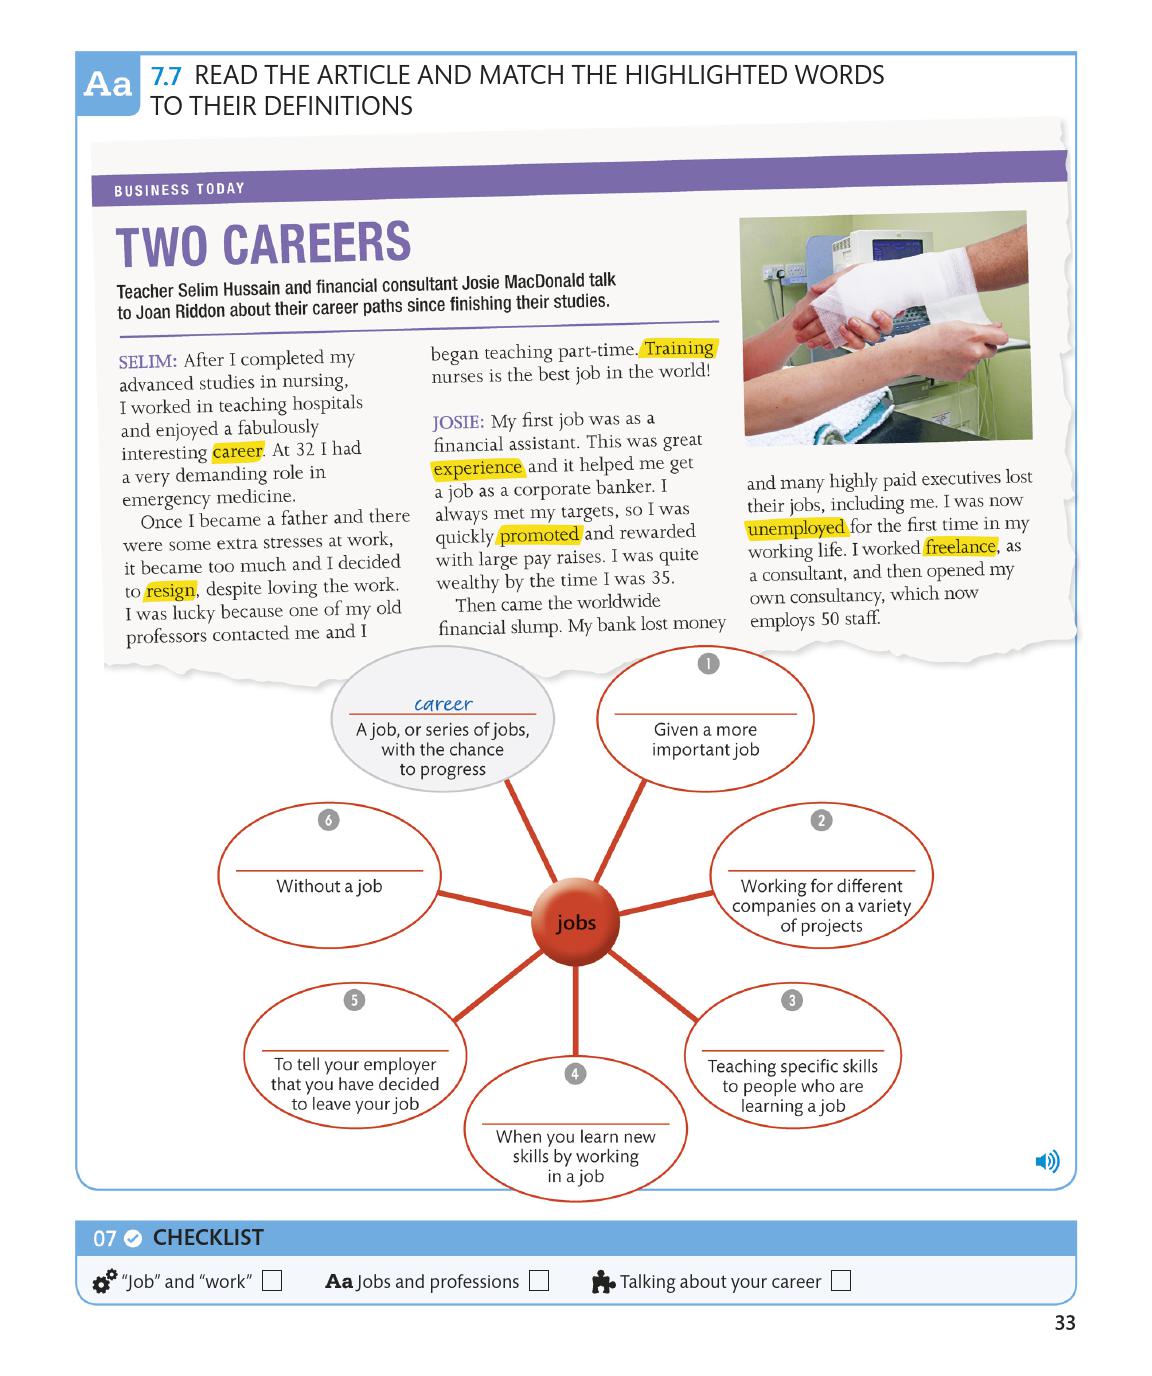 Aa
7.7 READ THE ARTICLE AND MATCH THE HIGHLIGHTED WORDS
TO THEIR DEFINITIONS
BUSINESS TODAY
TWO CAREERS
Teacher Selim Hussain and financial consultant Josie MacDonald talk
to Joan Riddon about their career paths since finishing their studies.
SELIM: After I completed my
advanced studies in nursing,
I worked in teaching hospitals
and enjoyed a fabulously
interesting career. At 32 I had
a very demanding role in
emergency medicine.
Once I became a father and there
were some extra stresses at work,
it became too much and I decided
to resign, despite loving the work.
I was lucky because one of my old
professors contacted me and I
began teaching part-time. Training
nurses is the best job in the world!
JOSIE: My first job was as a
financial assistant. This was great
experience and it helped me get
a job as a corporate banker. I
always met my targets, so I was
quickly promoted and rewarded
with large pay raises. I was quite
wealthy by the time I was 35.
Then came the worldwide
financial slump. My bank lost money
and many highly paid executives lost
their jobs, including me. I was now
unemployed for the first time in my
working life. I worked freelance, as
a consultant, and then opened my
own consultancy, which now
employs 50 staff.
career
A job, or series of jobs,
with the chance
to progress
1
Given a more
important job
2
Working for different
companies on a variety
of projects
3
Teaching specific skills
to people who are
learning a job
4
When you learn new
skills by working
in a job
5
To tell your employer
that you have decided
to leave your job
6
Without a job
jobs
07 CHECKLIST
"Job" and "work"
Aa Jobs and professions
Talking about your career
33